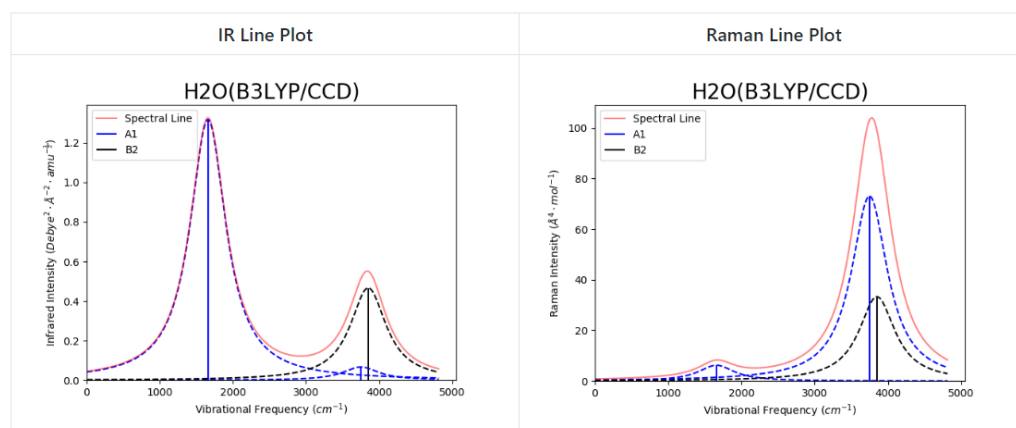 IR Line Plot
Raman Line Plot
H2O(B3LYP/CCD)
Spectral Line
A1
B2
1.2
1.0
0.8
0.6
0.4
0.2
0.0
Infrared Intensity (Debye² · Å⁻² · amu⁻¹)
0
1000
2000
3000
4000
5000
Vibrational Frequency (cm⁻¹)
H2O(B3LYP/CCD)
Spectral Line
A1
B2
100
80
60
40
20
0
Raman Intensity (Å⁴ · mol⁻¹)
0
1000
2000
3000
4000
5000
Vibrational Frequency (cm⁻¹)